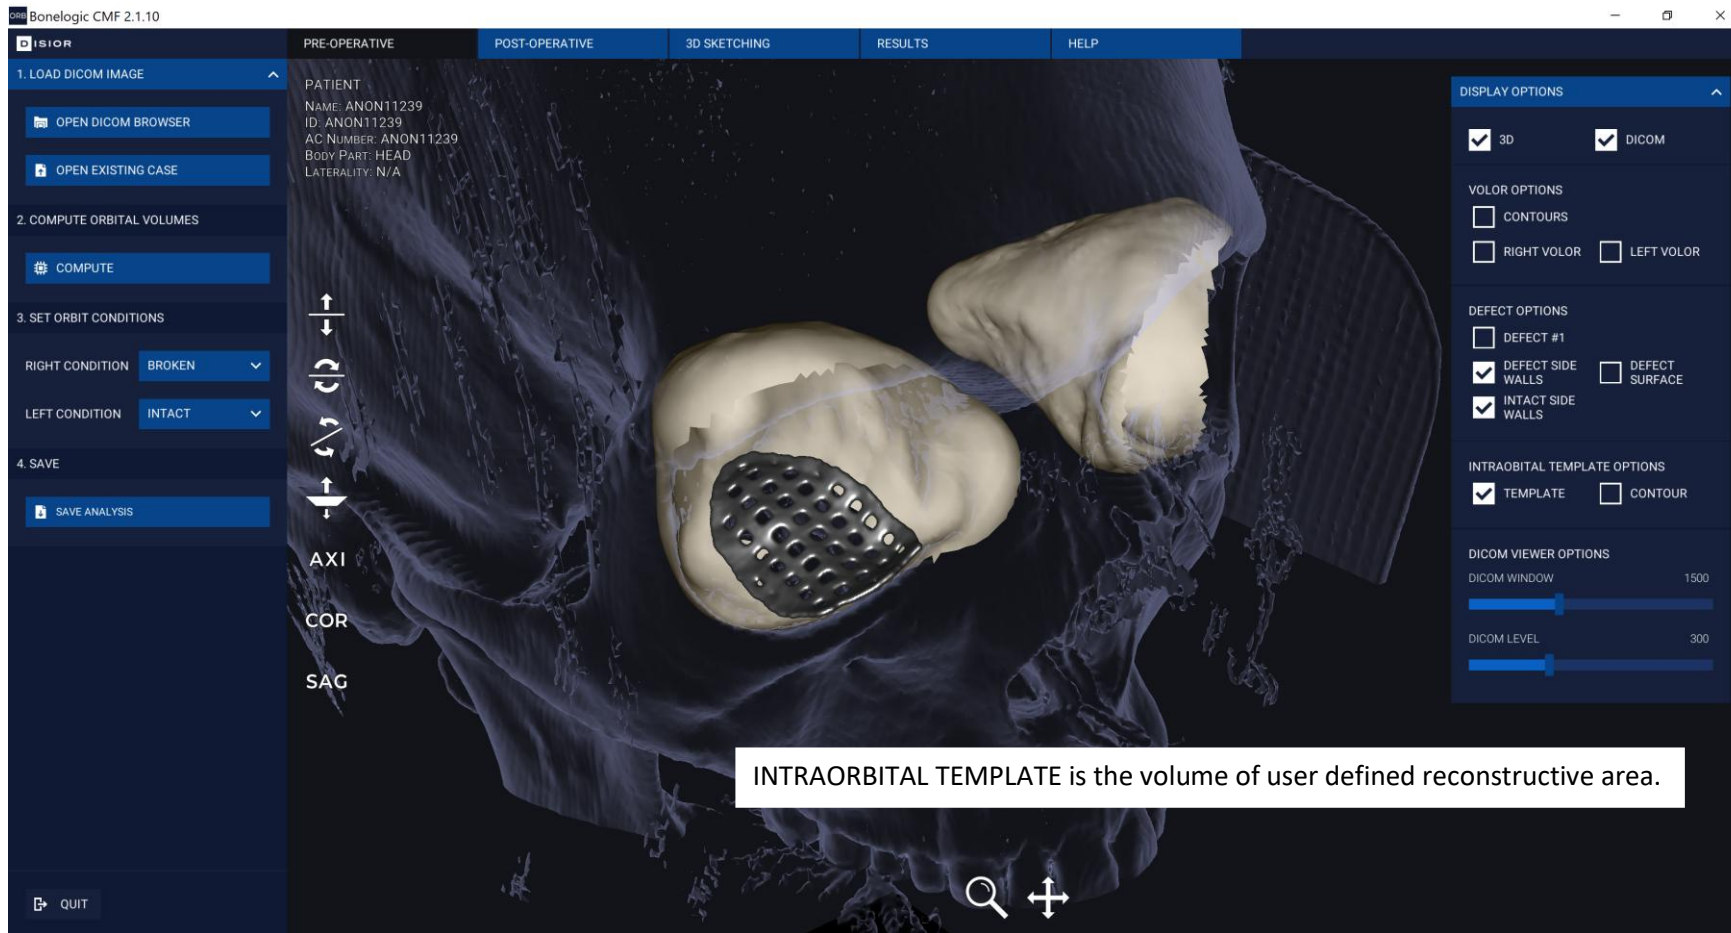 ORB Bonelogic CMF 2.1.10
DISIOR
PRE-OPERATIVE
POST-OPERATIVE
3D SKETCHING
RESULTS
HELP
1. LOAD DICOM IMAGE
OPEN DICOM BROWSER
OPEN EXISTING CASE
2. COMPUTE ORBITAL VOLUMES
COMPUTE
3. SET ORBIT CONDITIONS
RIGHT CONDITION BROKEN
LEFT CONDITION INTACT
4. SAVE
SAVE ANALYSIS
QUIT
PATIENT
NAME: ANON11239
ID: ANON11239
AC NUMBER: ANON11239
BODY PART: HEAD
LATERALITY: N/A
AXI
COR
SAG
DISPLAY OPTIONS
3D DICOM
VOLOR OPTIONS
CONTOURS
RIGHT VOLOR LEFT VOLOR
DEFECT OPTIONS
DEFECT #1
DEFECT SIDE
WALLS
DEFECT
SURFACE
INTACT SIDE
WALLS
INTRAOBITAL TEMPLATE OPTIONS
TEMPLATE CONTOUR
DICOM VIEWER OPTIONS
DICOM WINDOW 1500
DICOM LEVEL 300
INTRAORBITAL TEMPLATE is the volume of user defined reconstructive area.